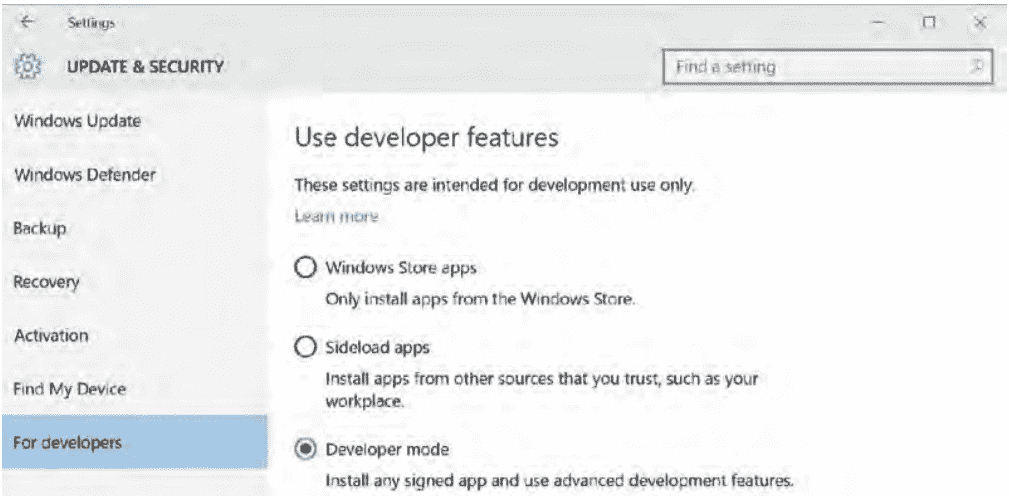 Settings
UPDATE & SECURITY
Find a setting
Windows Update
Windows Defender
Backup
Recovery
Activation
Find My Device
For developers
Use developer features
These settings are intended for development use only.
Learn more
Windows Store apps
Only install apps from the Windows Store.
Sideload apps
Install apps from other sources that you trust, such as your
workplace.
Developer mode
Install any signed app and use advanced development features.